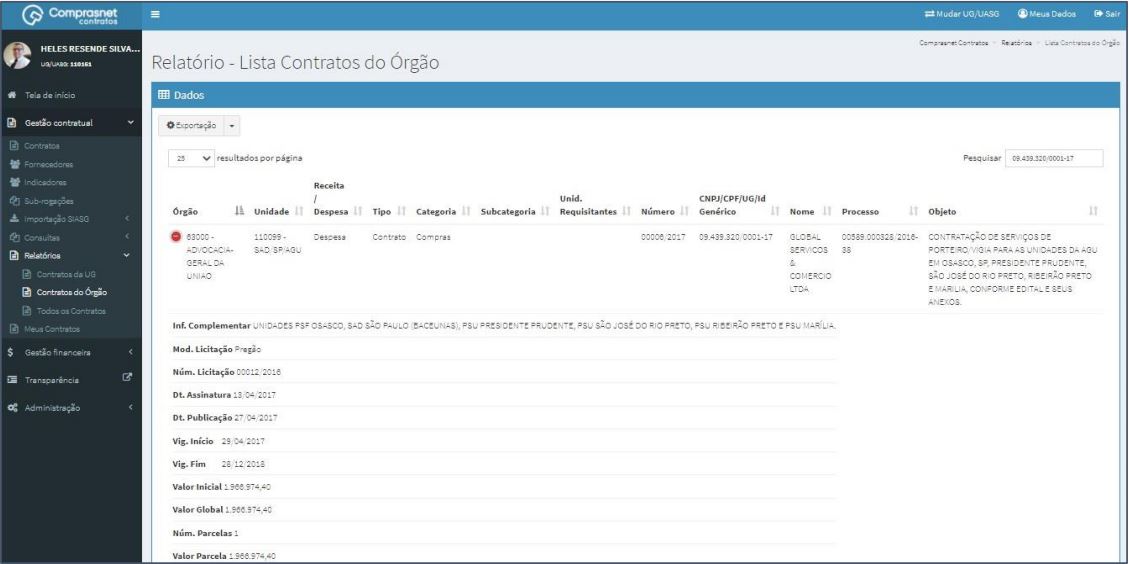 Comprasnet
contratos
Mudar UG/UASG
Meus Dados
Sair
HELES RESENDE SILVA...
UG/UASG: 110161
Comprasnet Contratos > Relatórios > Lista Contratos do Órgão
Relatório - Lista Contratos do Órgão
Tela de início
Gestão contratual
Contratos
Fornecedores
Indicadores
Sub-rogações
Importação SIASG
Consultas
Relatórios
Contratos da UG
Contratos do Órgão
Todos os Contratos
Meus Contratos
Gestão financeira
Transparência
Administração
Dados
Exportação
25 resultados por página
Pesquisar 09.439.320/0001-17
Órgão
Unidade
Receita
/
Despesa
Tipo
Categoria
Subcategoria
Unid.
Requisitantes
Número
CNPJ/CPF/UG/Id
Genérico
Nome
Processo
Objeto
63000 -
ADVOCACIA-
GERAL DA
UNIAO
110099 -
SAD/SP/AGU
Despesa
Contrato
Compras
00006/2017
09.439.320/0001-17
GLOBAL
SERVICOS
&
COMERCIO
LTDA
00589.000328/2016-
38
CONTRATAÇÃO DE SERVIÇOS DE
PORTEIRO/VIGIA PARA AS UNIDADES DA AGU
EM OSASCO, SP, PRESIDENTE PRUDENTE,
SÃO JOSÉ DO RIO PRETO, RIBEIRÃO PRETO
E MARILIA, CONFORME EDITAL E SEUS
ANEXOS.
Inf. Complementar UNIDADES PSF OSASCO, SAD SÃO PAULO (BACEUNAS), PSU PRESIDENTE PRUDENTE, PSU SÃO JOSÉ DO RIO PRETO, PSU RIBEIRÃO PRETO E PSU MARÍLIA.
Mod. Licitação Pregão
Núm. Licitação 00012/2016
Dt. Assinatura 13/04/2017
Dt. Publicação 27/04/2017
Vig. Início 29/04/2017
Vig. Fim 28/12/2018
Valor Inicial 1.966.974,40
Valor Global 1.966.974,40
Núm. Parcelas 1
Valor Parcela 1.966.974,40